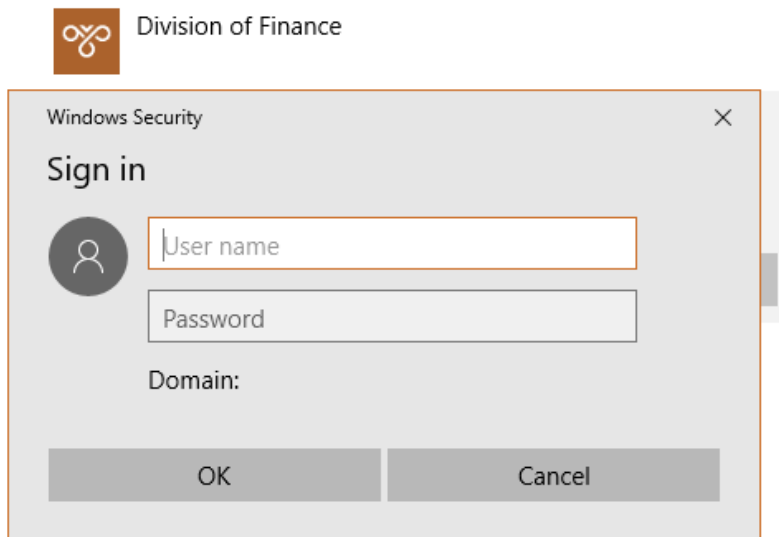 Division of Finance
Windows Security
Sign in
User name
Password
Domain:
OK
Cancel